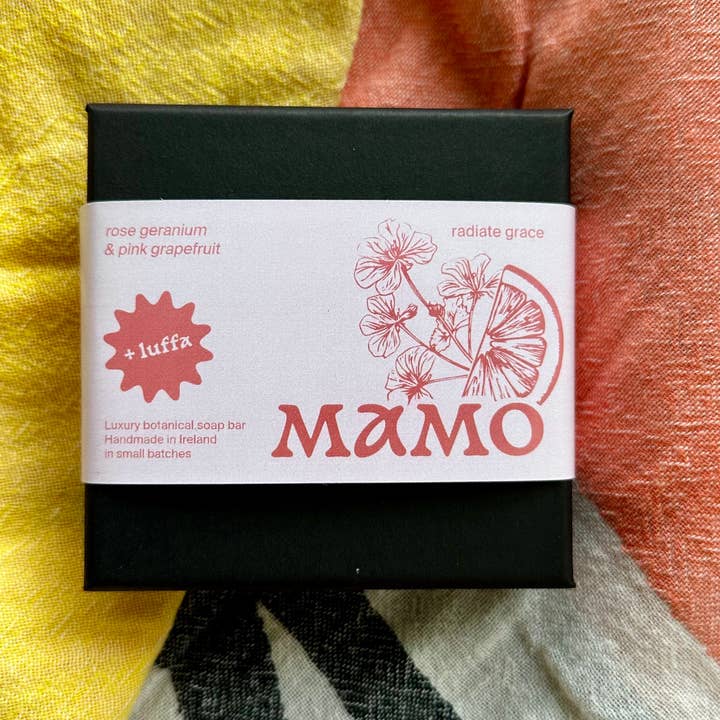 rose geranium
& pink grapefruit
radiate grace
+ luffa
Luxury botanical soap bar
Handmade in Ireland
in small batches
MaMO